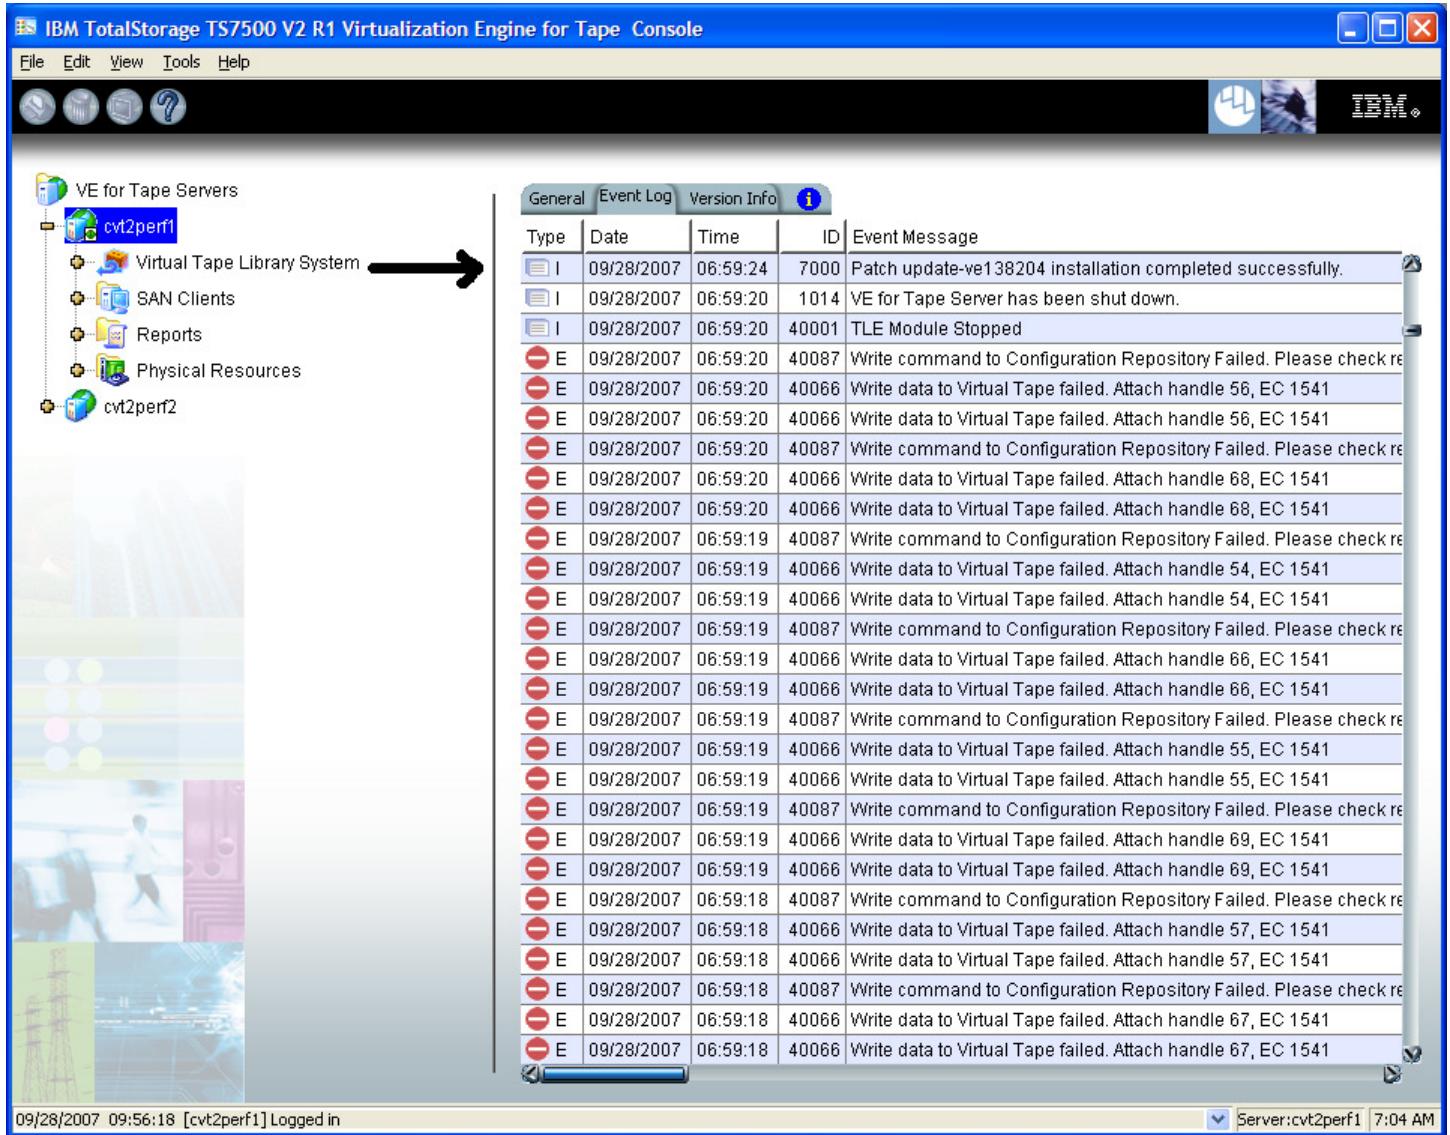 IBM TotalStorage TS7500 V2 R1 Virtualization Engine for Tape Console
File Edit View Tools Help
IBM
VE for Tape Servers
cvt2perf1
Virtual Tape Library System
SAN Clients
Reports
Physical Resources
cvt2perf2
General Event Log Version Info i
Type Date Time ID Event Message
I 09/28/2007 06:59:24 7000 Patch update-ve138204 installation completed successfully.
I 09/28/2007 06:59:20 1014 VE for Tape Server has been shut down.
I 09/28/2007 06:59:20 40001 TLE Module Stopped
E 09/28/2007 06:59:20 40087 Write command to Configuration Repository Failed. Please check re
E 09/28/2007 06:59:20 40066 Write data to Virtual Tape failed. Attach handle 56, EC 1541
E 09/28/2007 06:59:20 40066 Write data to Virtual Tape failed. Attach handle 56, EC 1541
E 09/28/2007 06:59:20 40087 Write command to Configuration Repository Failed. Please check re
E 09/28/2007 06:59:20 40066 Write data to Virtual Tape failed. Attach handle 68, EC 1541
E 09/28/2007 06:59:20 40066 Write data to Virtual Tape failed. Attach handle 68, EC 1541
E 09/28/2007 06:59:19 40087 Write command to Configuration Repository Failed. Please check re
E 09/28/2007 06:59:19 40066 Write data to Virtual Tape failed. Attach handle 54, EC 1541
E 09/28/2007 06:59:19 40066 Write data to Virtual Tape failed. Attach handle 54, EC 1541
E 09/28/2007 06:59:19 40087 Write command to Configuration Repository Failed. Please check re
E 09/28/2007 06:59:19 40066 Write data to Virtual Tape failed. Attach handle 66, EC 1541
E 09/28/2007 06:59:19 40066 Write data to Virtual Tape failed. Attach handle 66, EC 1541
E 09/28/2007 06:59:19 40087 Write command to Configuration Repository Failed. Please check re
E 09/28/2007 06:59:19 40066 Write data to Virtual Tape failed. Attach handle 55, EC 1541
E 09/28/2007 06:59:19 40066 Write data to Virtual Tape failed. Attach handle 55, EC 1541
E 09/28/2007 06:59:19 40087 Write command to Configuration Repository Failed. Please check re
E 09/28/2007 06:59:19 40066 Write data to Virtual Tape failed. Attach handle 69, EC 1541
E 09/28/2007 06:59:19 40066 Write data to Virtual Tape failed. Attach handle 69, EC 1541
E 09/28/2007 06:59:18 40087 Write command to Configuration Repository Failed. Please check re
E 09/28/2007 06:59:18 40066 Write data to Virtual Tape failed. Attach handle 57, EC 1541
E 09/28/2007 06:59:18 40066 Write data to Virtual Tape failed. Attach handle 57, EC 1541
E 09/28/2007 06:59:18 40087 Write command to Configuration Repository Failed. Please check re
E 09/28/2007 06:59:18 40066 Write data to Virtual Tape failed. Attach handle 67, EC 1541
E 09/28/2007 06:59:18 40066 Write data to Virtual Tape failed. Attach handle 67, EC 1541
09/28/2007 09:56:18 [cvt2perf1] Logged in Server:cvt2perf1 7:04 AM